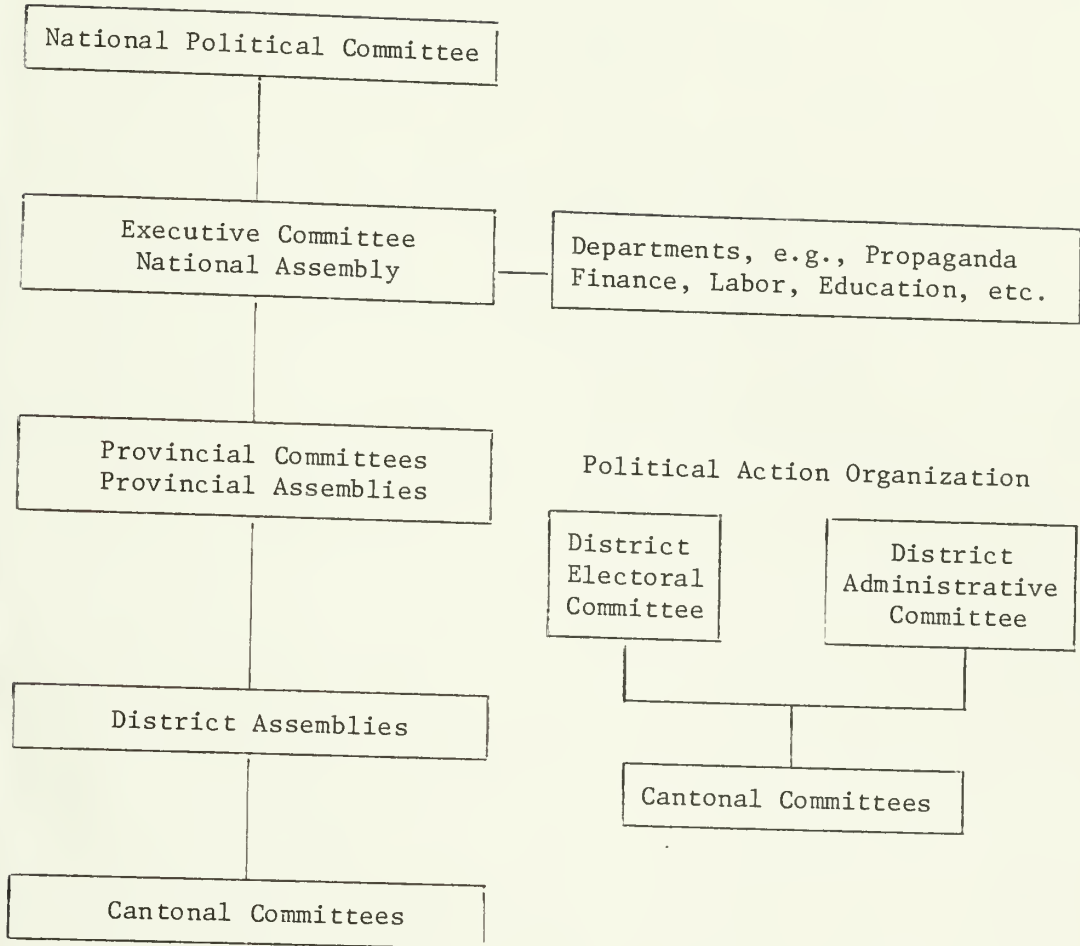 National Political Committee
Executive Committee
National Assembly
Departments, e.g., Propaganda
Finance, Labor, Education, etc.
Provincial Committees
Provincial Assemblies
Political Action Organization
District
Electoral
Committee
District
Administrative
Committee
District Assemblies
Cantonal Committees
Cantonal Committees